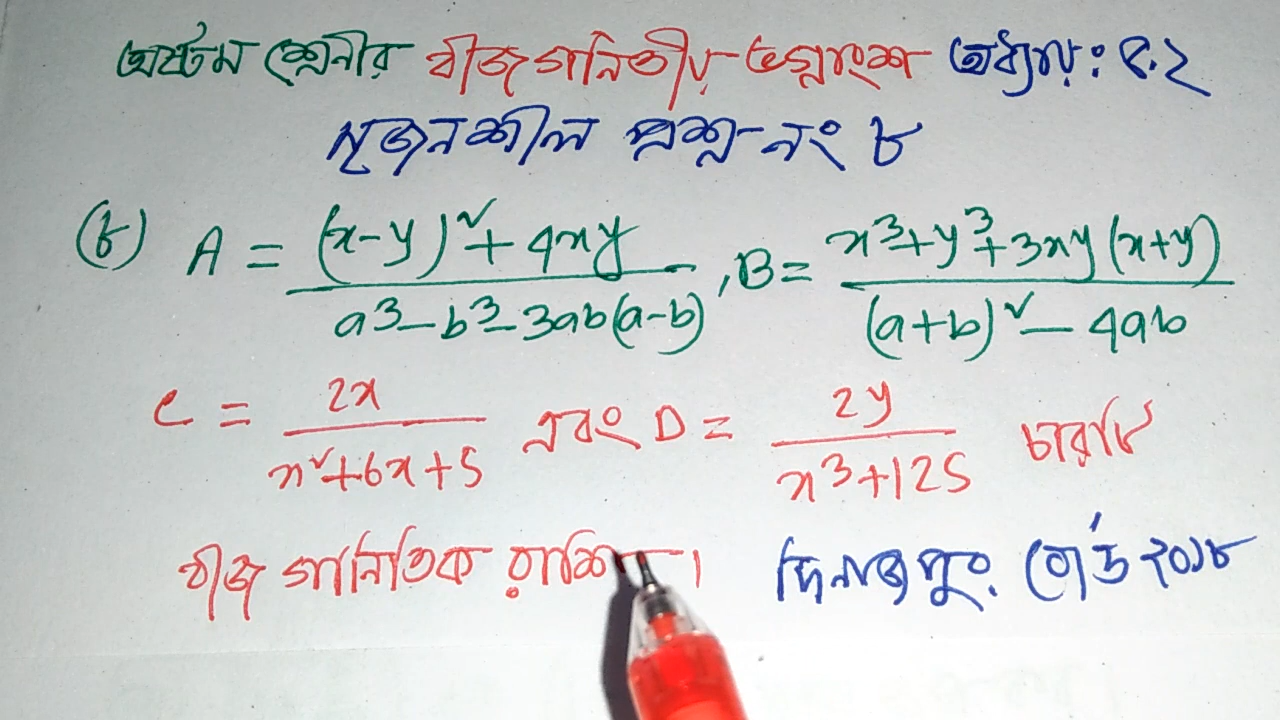 অষ্টম শ্রেনীর বীজগনিতীয় ভগ্নাংশ অধ্যায়: ৫.২
সৃজনশীল প্রশ্ন নং ৮
(৮) A = (x-y)²+4xy / a³-b³-3ab(a-b), B = x³+y³+3xy(x+y) / (a+b)²-4ab
C = 2x / x²+6x+5 এবং D = 2y / x³+125 চারটি
বীজ গানিতিক রাশি। দিনাজপুর বোর্ড ২০১৮